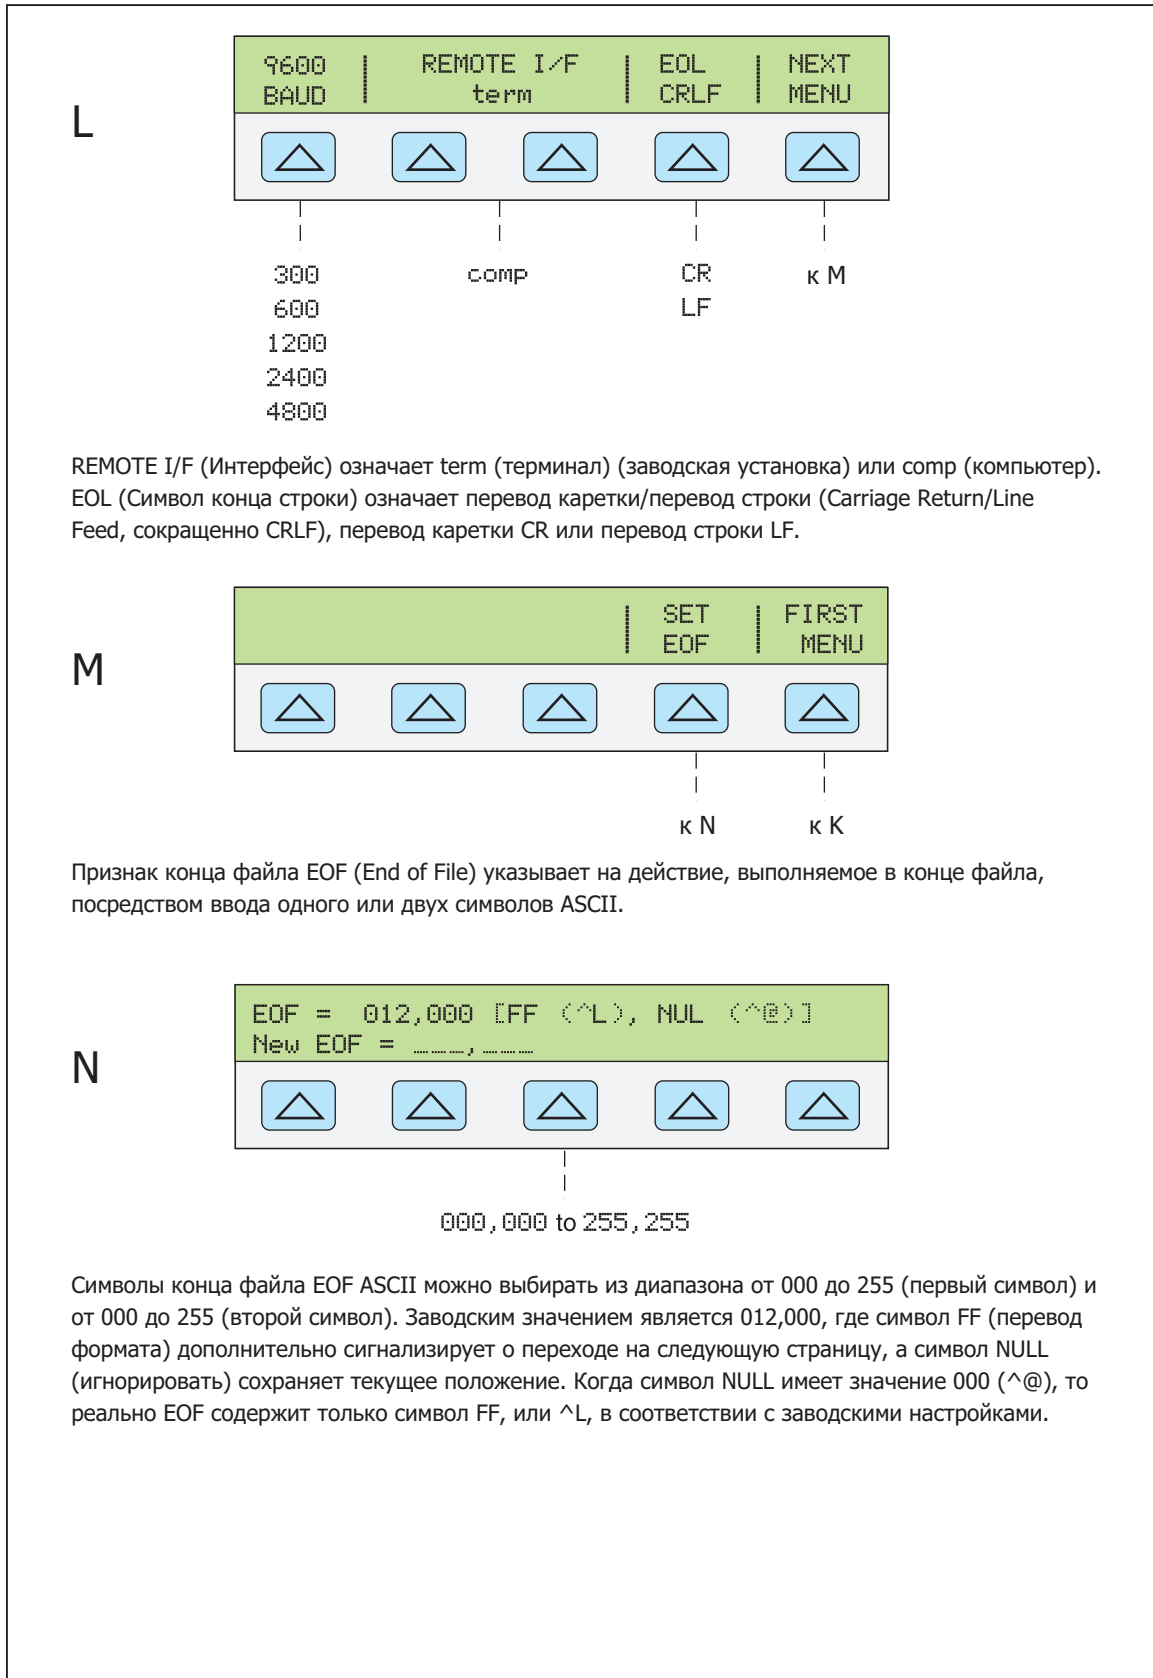 L
9600 | REMOTE I/F | EOL | NEXT
BAUD | term | CRLF | MENU
300 comp CR к M
600 LF
1200
2400
4800
REMOTE I/F (Интерфейс) означает term (терминал) (заводская установка) или comp (компьютер).
EOL (Символ конца строки) означает перевод каретки/перевод строки (Carriage Return/Line
Feed, сокращенно CRLF), перевод каретки CR или перевод строки LF.
M
| SET | FIRST
| EOF | MENU
к N к K
Признак конца файла EOF (End of File) указывает на действие, выполняемое в конце файла,
посредством ввода одного или двух символов ASCII.
N
EOF = 012,000 [FF (^L), NUL (^@)]
New EOF = ___,___
000,000 to 255,255
Символы конца файла EOF ASCII можно выбирать из диапазона от 000 до 255 (первый символ) и
от 000 до 255 (второй символ). Заводским значением является 012,000, где символ FF (перевод
формата) дополнительно сигнализирует о переходе на следующую страницу, а символ NULL
(игнорировать) сохраняет текущее положение. Когда символ NULL имеет значение 000 (^@), то
реально EOF содержит только символ FF, или ^L, в соответствии с заводскими настройками.